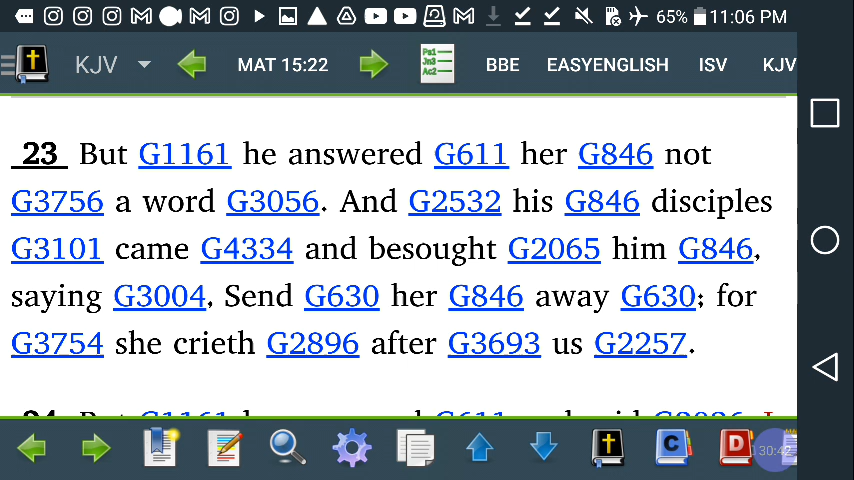 65% 11:06 PM
KJV MAT 15:22 BBE EASYENGLISH ISV KJV
23 But G1161 he answered G611 her G846 not
G3756 a word G3056. And G2532 his G846 disciples
G3101 came G4334 and besought G2065 him G846,
saying G3004, Send G630 her G846 away G630; for
G3754 she crieth G2896 after G3693 us G2257.
30:42